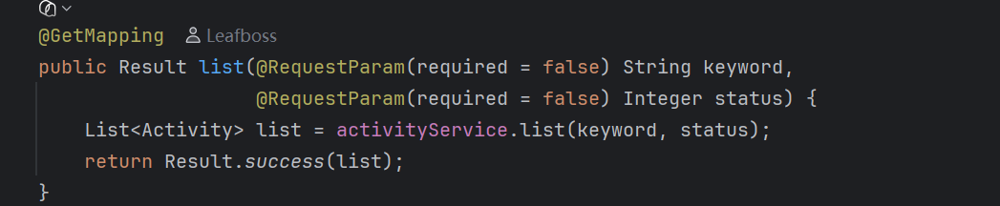 @GetMapping Leafboss
public Result list(@RequestParam(required = false) String keyword,
                   @RequestParam(required = false) Integer status) {
    List<Activity> list = activityService.list(keyword, status);
    return Result.success(list);
}